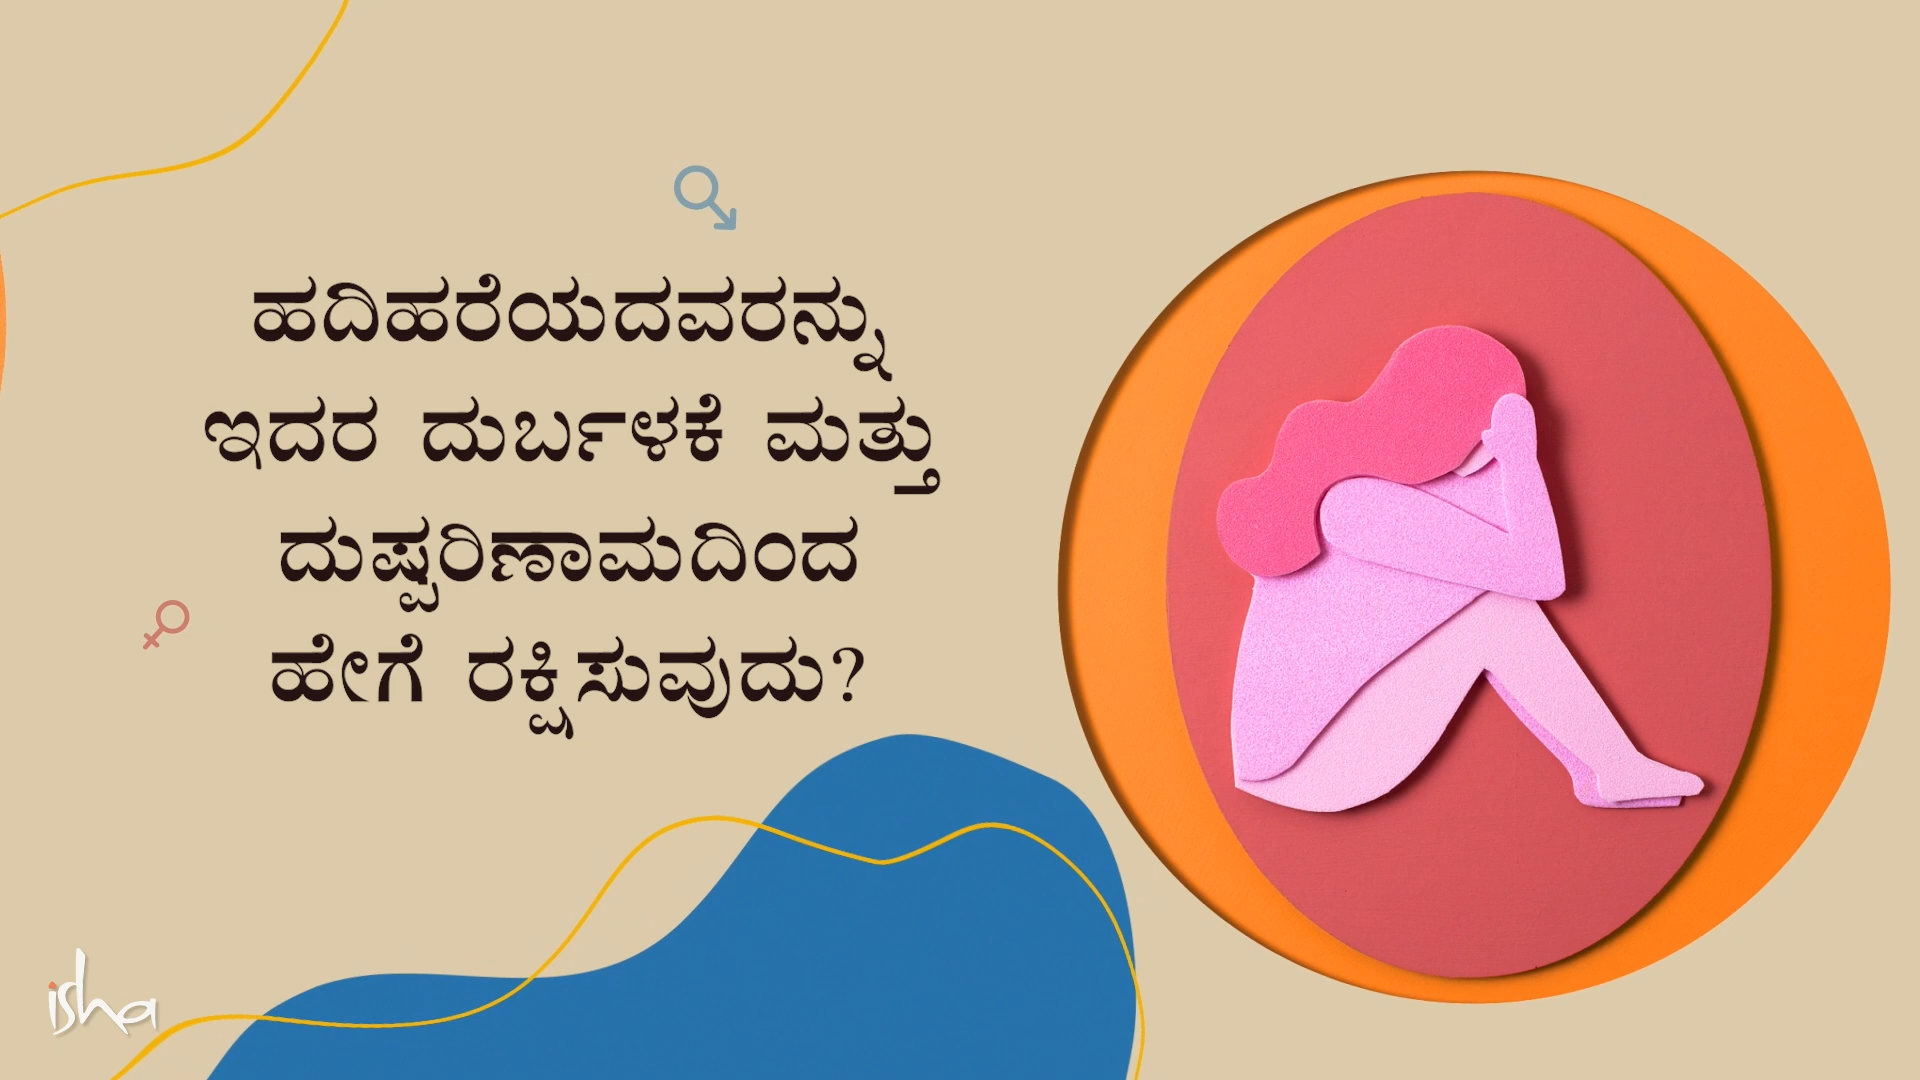 ಹದಿಹರೆಯದವರನ್ನು
ಇದರ ದುರ್ಬಳಕೆ ಮತ್ತು
ದುಷ್ಪರಿಣಾಮದಿಂದ
ಹೇಗೆ ರಕ್ಷಿಸುವುದು?
isha